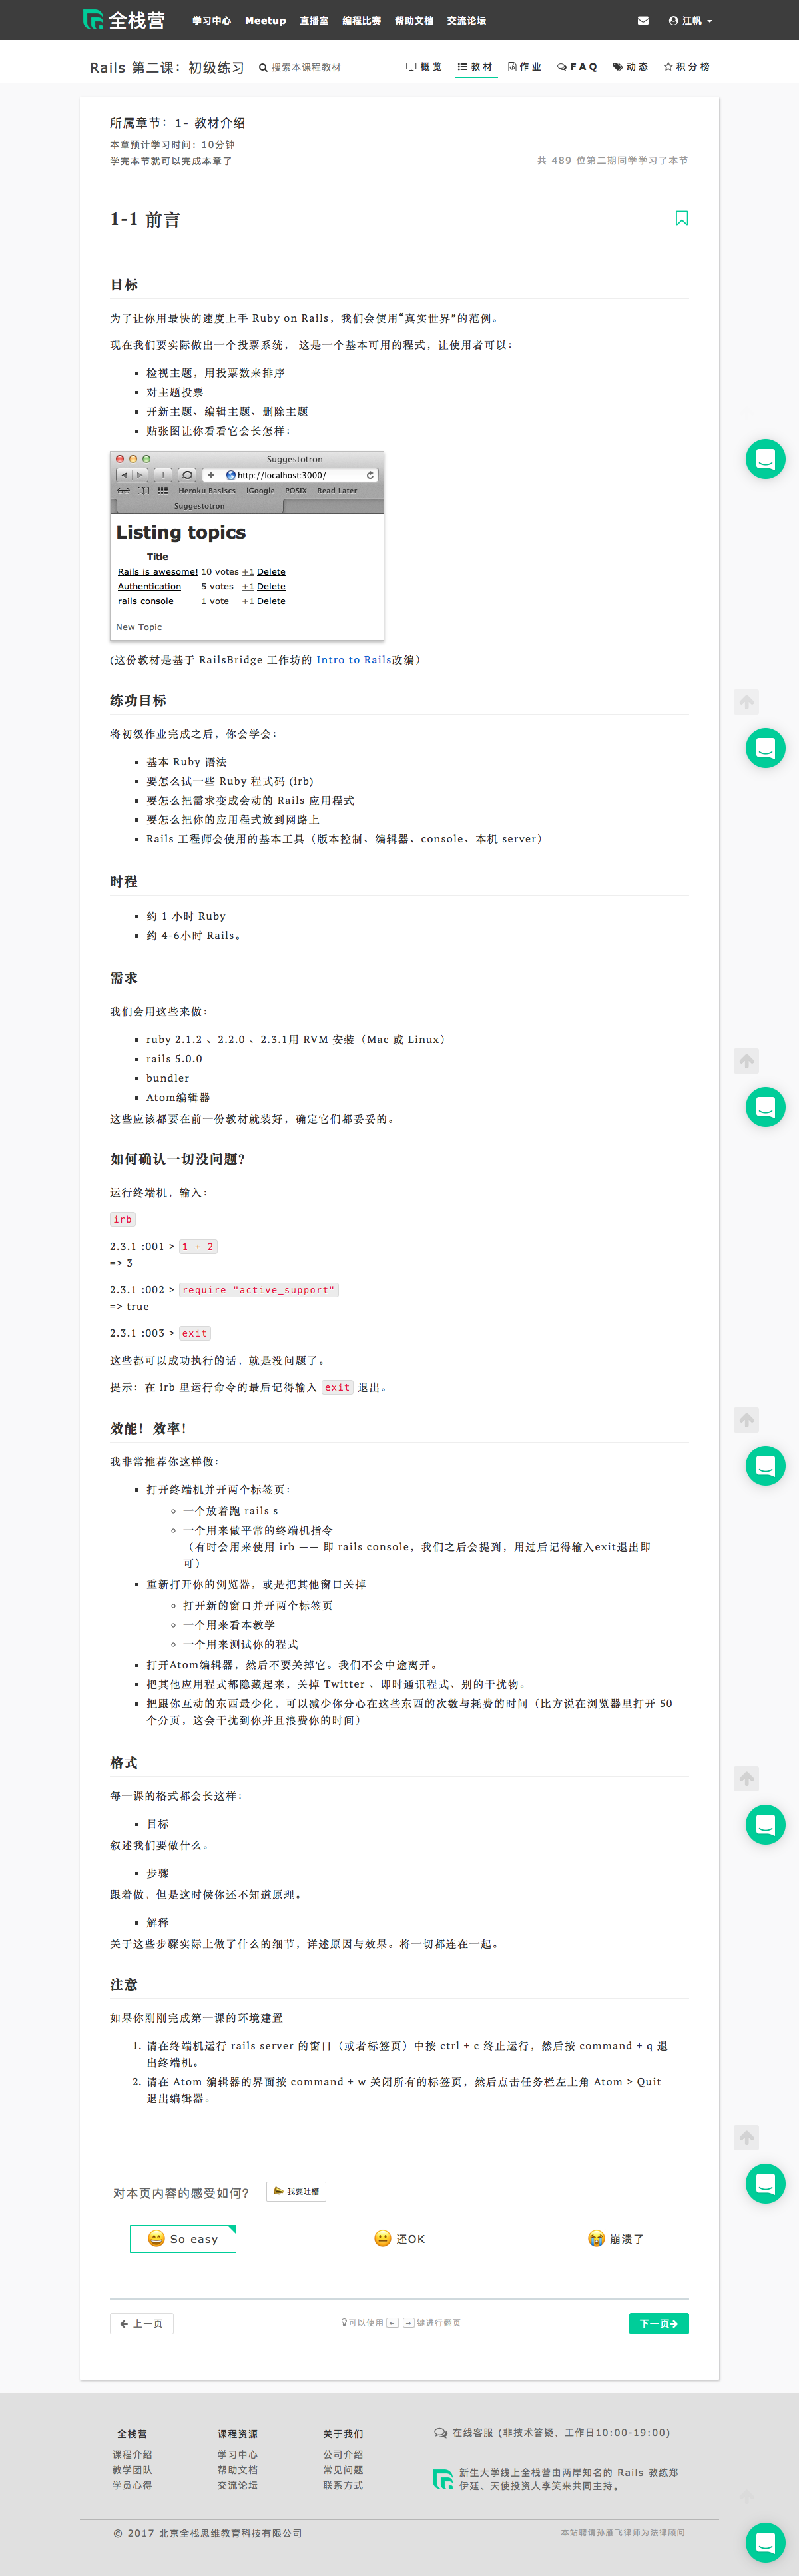 全栈营
学习中心 Meetup 直播室 编程比赛 帮助文档 交流论坛 江帆
Rails 第二课：初级练习 搜索本课程教材 概览 教材 作业 FAQ 动态 积分榜
所属章节：1- 教材介绍
本章预计学习时间：10分钟
学完本节就可以完成本章了
共 489 位第二期同学学习了本节
1-1 前言
目标
为了让你用最快的速度上手 Ruby on Rails，我们会使用“真实世界”的范例。
现在我们要实际做出一个投票系统， 这是一个基本可用的程式，让使用者可以：
检视主题，用投票数来排序
对主题投票
开新主题、编辑主题、删除主题
贴张图让你看看它会长怎样：
Suggestotron
http://localhost:3000/
Heroku Basiscs iGoogle POSIX Read Later
Suggestotron
Listing topics
Title
Rails is awesome! 10 votes +1 Delete
Authentication 5 votes +1 Delete
rails console 1 vote +1 Delete
New Topic
(这份教材是基于 RailsBridge 工作坊的 Intro to Rails改编）
练功目标
将初级作业完成之后，你会学会：
基本 Ruby 语法
要怎么试一些 Ruby 程式码 (irb)
要怎么把需求变成会动的 Rails 应用程式
要怎么把你的应用程式放到网路上
Rails 工程师会使用的基本工具（版本控制、编辑器、console、本机 server）
时程
约 1 小时 Ruby
约 4-6小时 Rails。
需求
我们会用这些来做：
ruby 2.1.2 、2.2.0 、2.3.1用 RVM 安装（Mac 或 Linux）
rails 5.0.0
bundler
Atom编辑器
这些应该都要在前一份教材就装好，确定它们都妥妥的。
如何确认一切没问题?
运行终端机，输入：
irb
2.3.1 :001 > 1 + 2
=> 3
2.3.1 :002 > require "active_support"
=> true
2.3.1 :003 > exit
这些都可以成功执行的话，就是没问题了。
提示：在 irb 里运行命令的最后记得输入 exit 退出。
效能！效率！
我非常推荐你这样做：
打开终端机并开两个标签页：
一个放着跑 rails s
一个用来做平常的终端机指令
（有时会用来使用 irb —— 即 rails console，我们之后会提到，用过后记得输入exit退出即
可）
重新打开你的浏览器，或是把其他窗口关掉
打开新的窗口并开两个标签页
一个用来看本教学
一个用来测试你的程式
打开Atom编辑器，然后不要关掉它。我们不会中途离开。
把其他应用程式都隐藏起来，关掉 Twitter 、即时通讯程式、别的干扰物。
把跟你互动的东西最少化，可以减少你分心在这些东西的次数与耗费的时间（比方说在浏览器里打开 50
个分页，这会干扰到你并且浪费你的时间）
格式
每一课的格式都会长这样：
目标
叙述我们要做什么。
步骤
跟着做，但是这时候你还不知道原理。
解释
关于这些步骤实际上做了什么的细节，详述原因与效果。将一切都连在一起。
注意
如果你刚刚完成第一课的环境建置
1. 请在终端机运行 rails server 的窗口（或者标签页）中按 ctrl + c 终止运行，然后按 command + q 退
出终端机。
2. 请在 Atom 编辑器的界面按 command + w 关闭所有的标签页，然后点击任务栏左上角 Atom > Quit
退出编辑器。
对本页内容的感受如何? 我要吐槽
So easy 还OK 崩溃了
上一页 可以使用 ← → 键进行翻页 下一页
全栈营 课程资源 关于我们 在线客服 (非技术答疑，工作日10:00-19:00)
课程介绍 学习中心 公司介绍
教学团队 帮助文档 常见问题
学员心得 交流论坛 联系方式
新生大学线上全栈营由两岸知名的 Rails 教练郑
伊廷、天使投资人李笑来共同主持。
© 2017 北京全栈思维教育科技有限公司
本站聘请孙雁飞律师为法律顾问